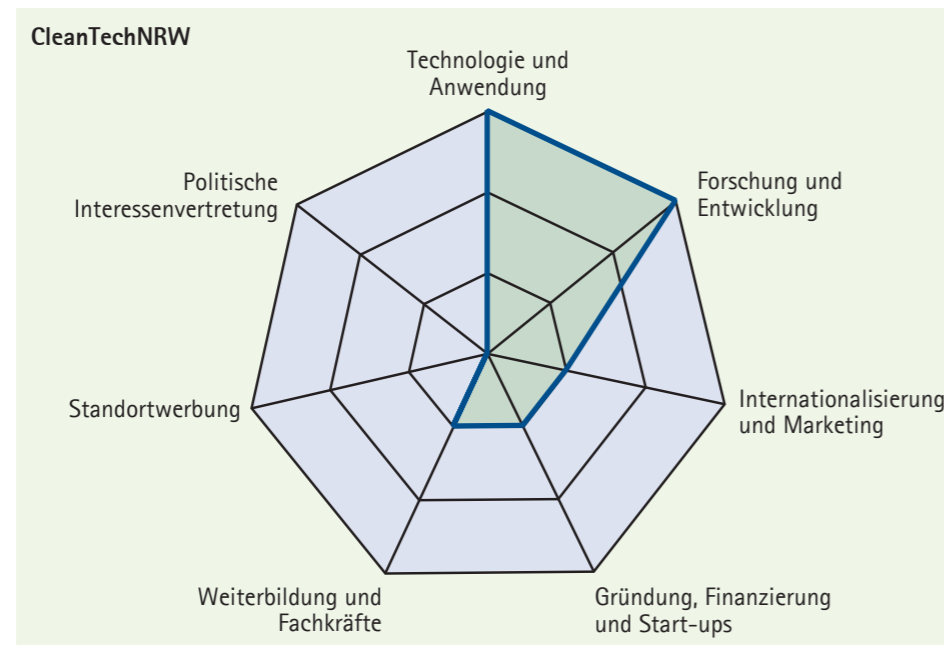 CleanTechNRW
Technologie und
Anwendung
Forschung und
Entwicklung
Internationalisierung
und Marketing
Gründung, Finanzierung
und Start-ups
Weiterbildung und
Fachkräfte
Standortwerbung
Politische
Interessenvertretung